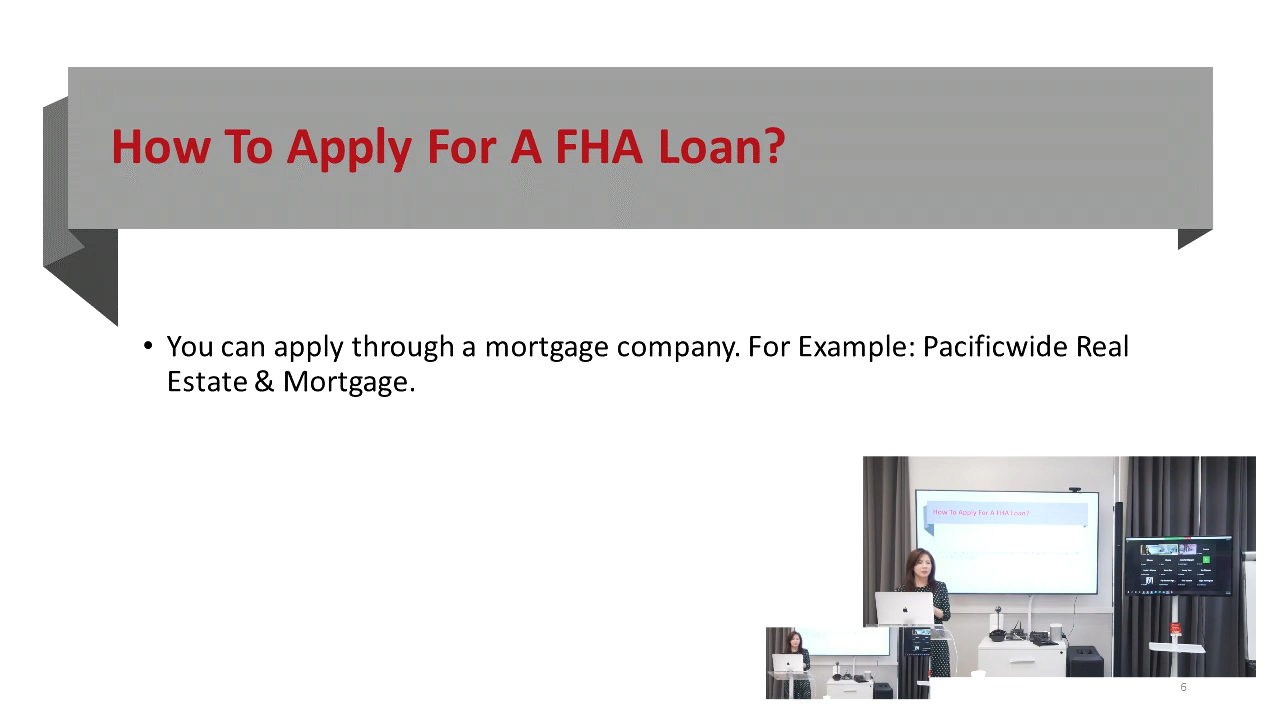 How To Apply For A FHA Loan?
• You can apply through a mortgage company. For Example: Pacificwide Real
Estate & Mortgage.
How To Apply For A FHA Loan?
6